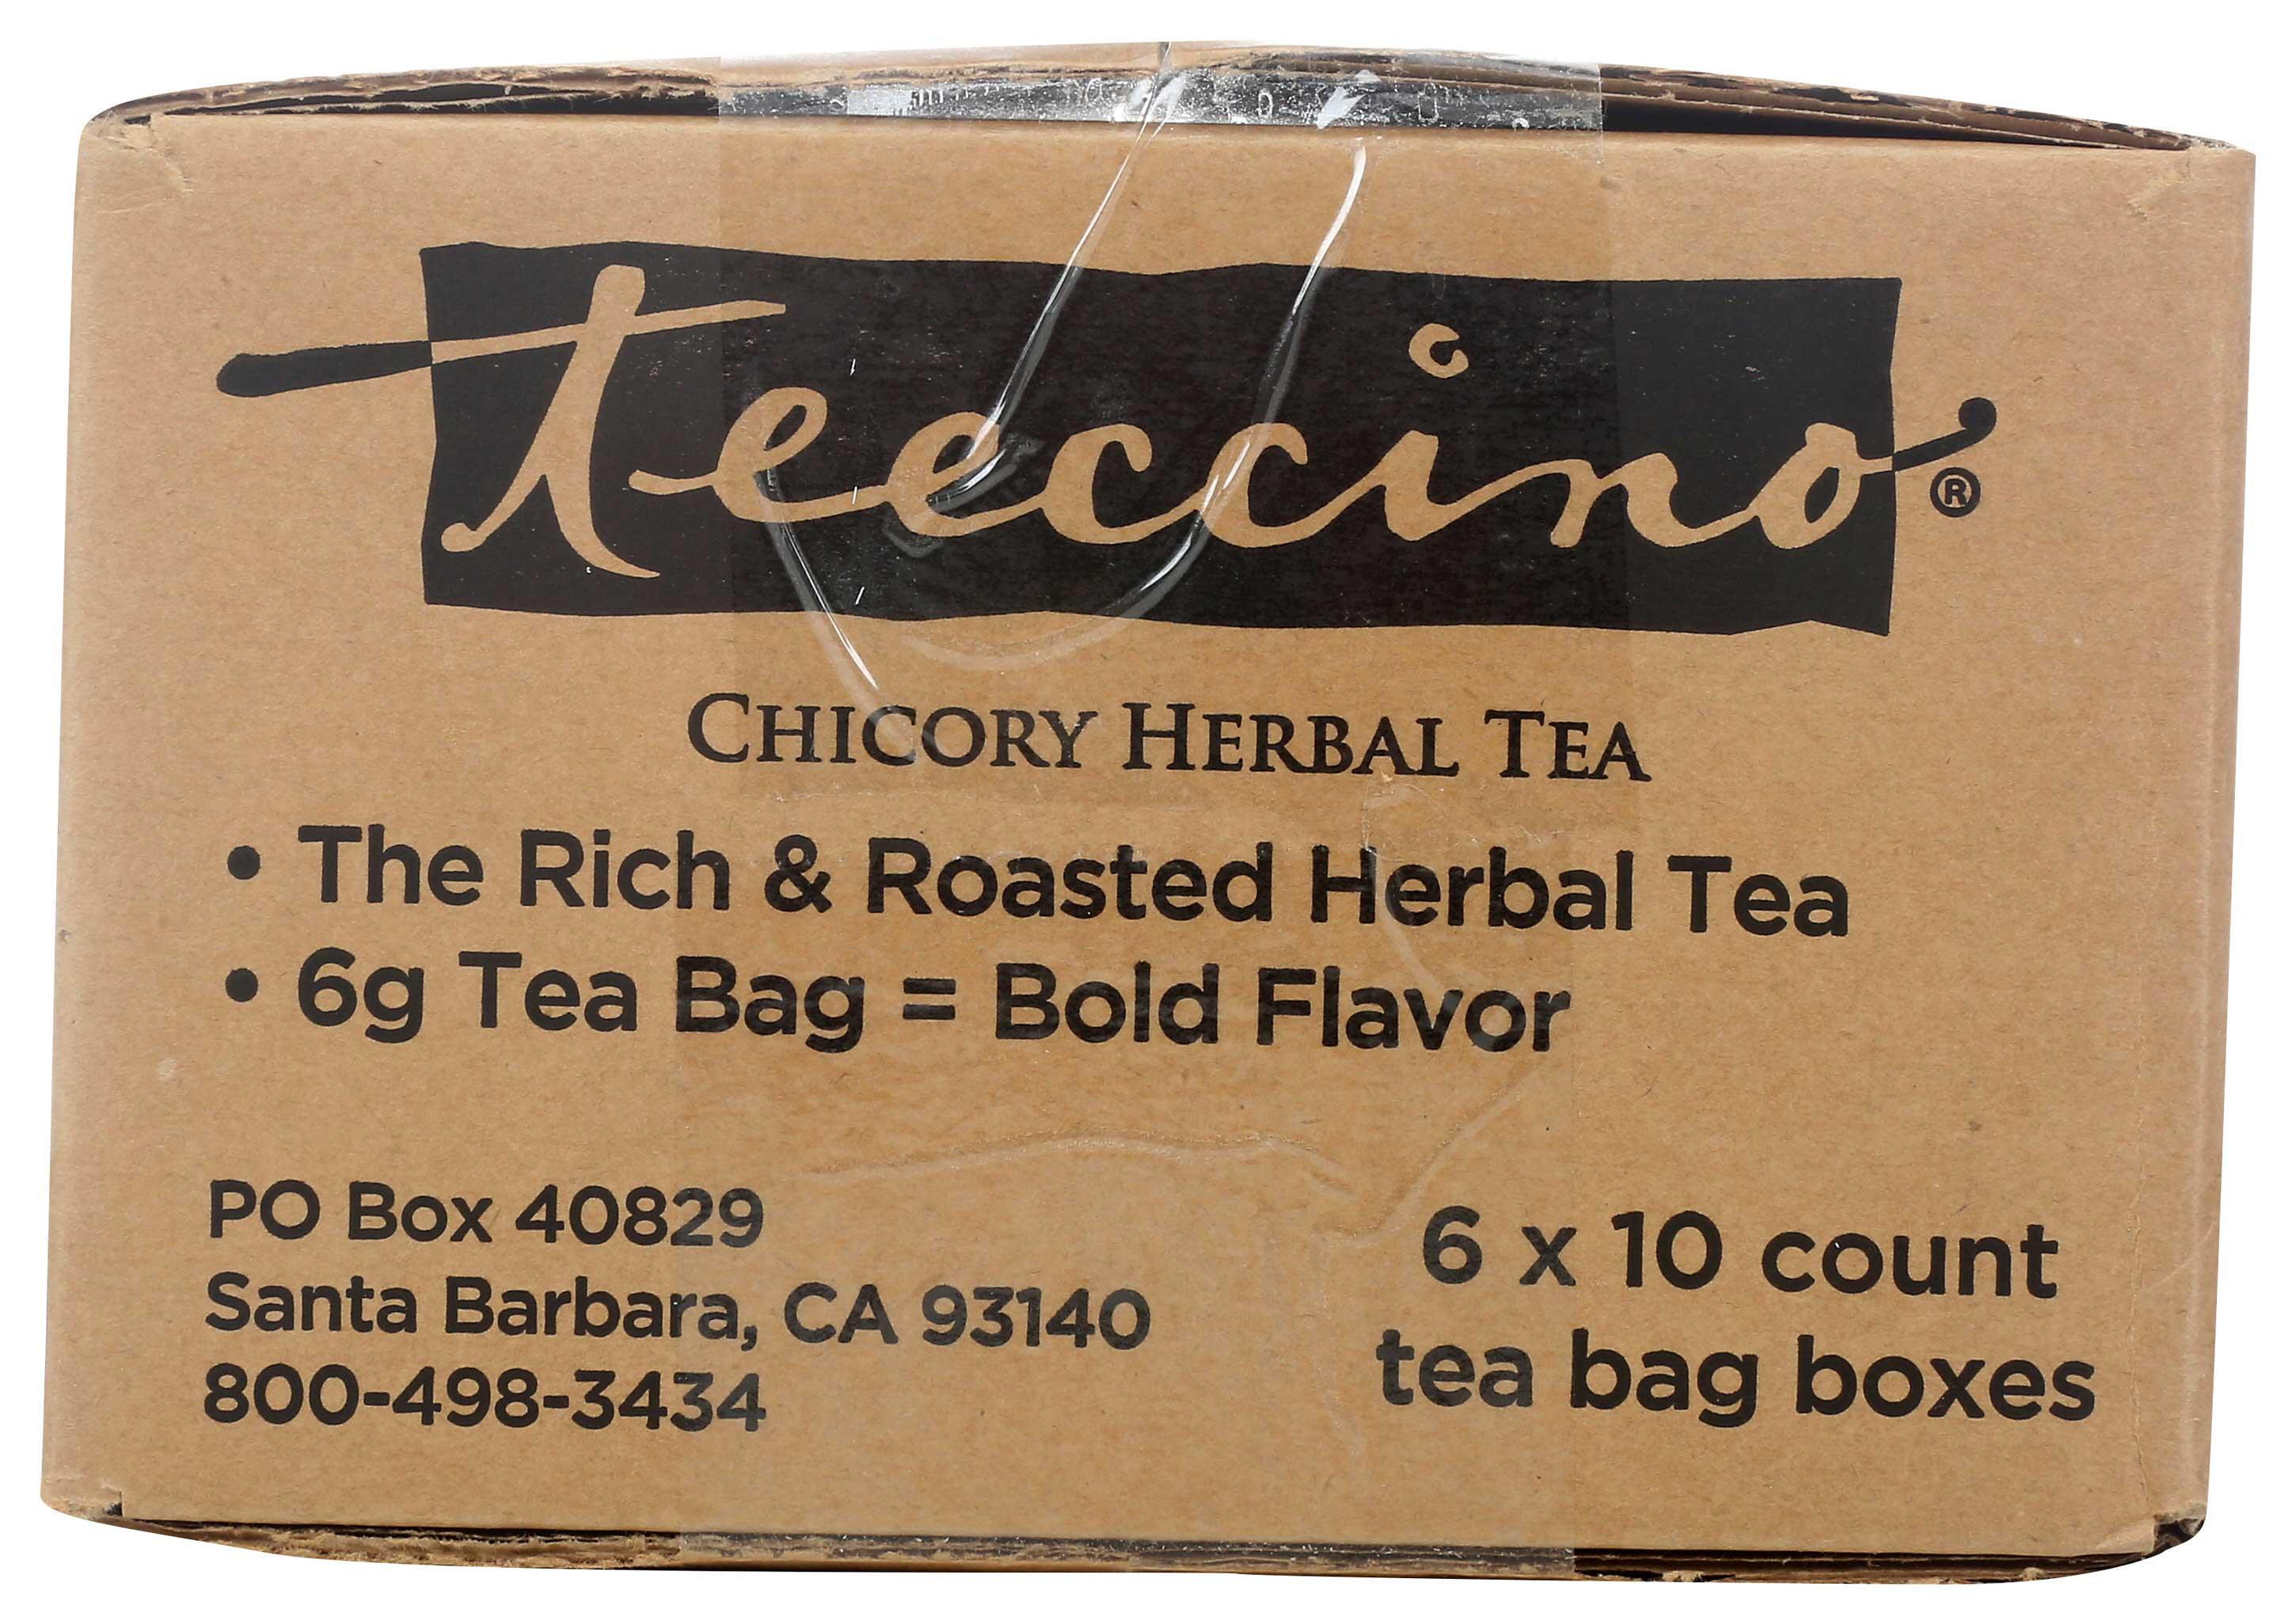 teeccino®
CHICORY HERBAL TEA
• The Rich & Roasted Herbal Tea
• 6g Tea Bag = Bold Flavor
PO Box 40829
Santa Barbara, CA 93140
800-498-3434
6 x 10 count
tea bag boxes